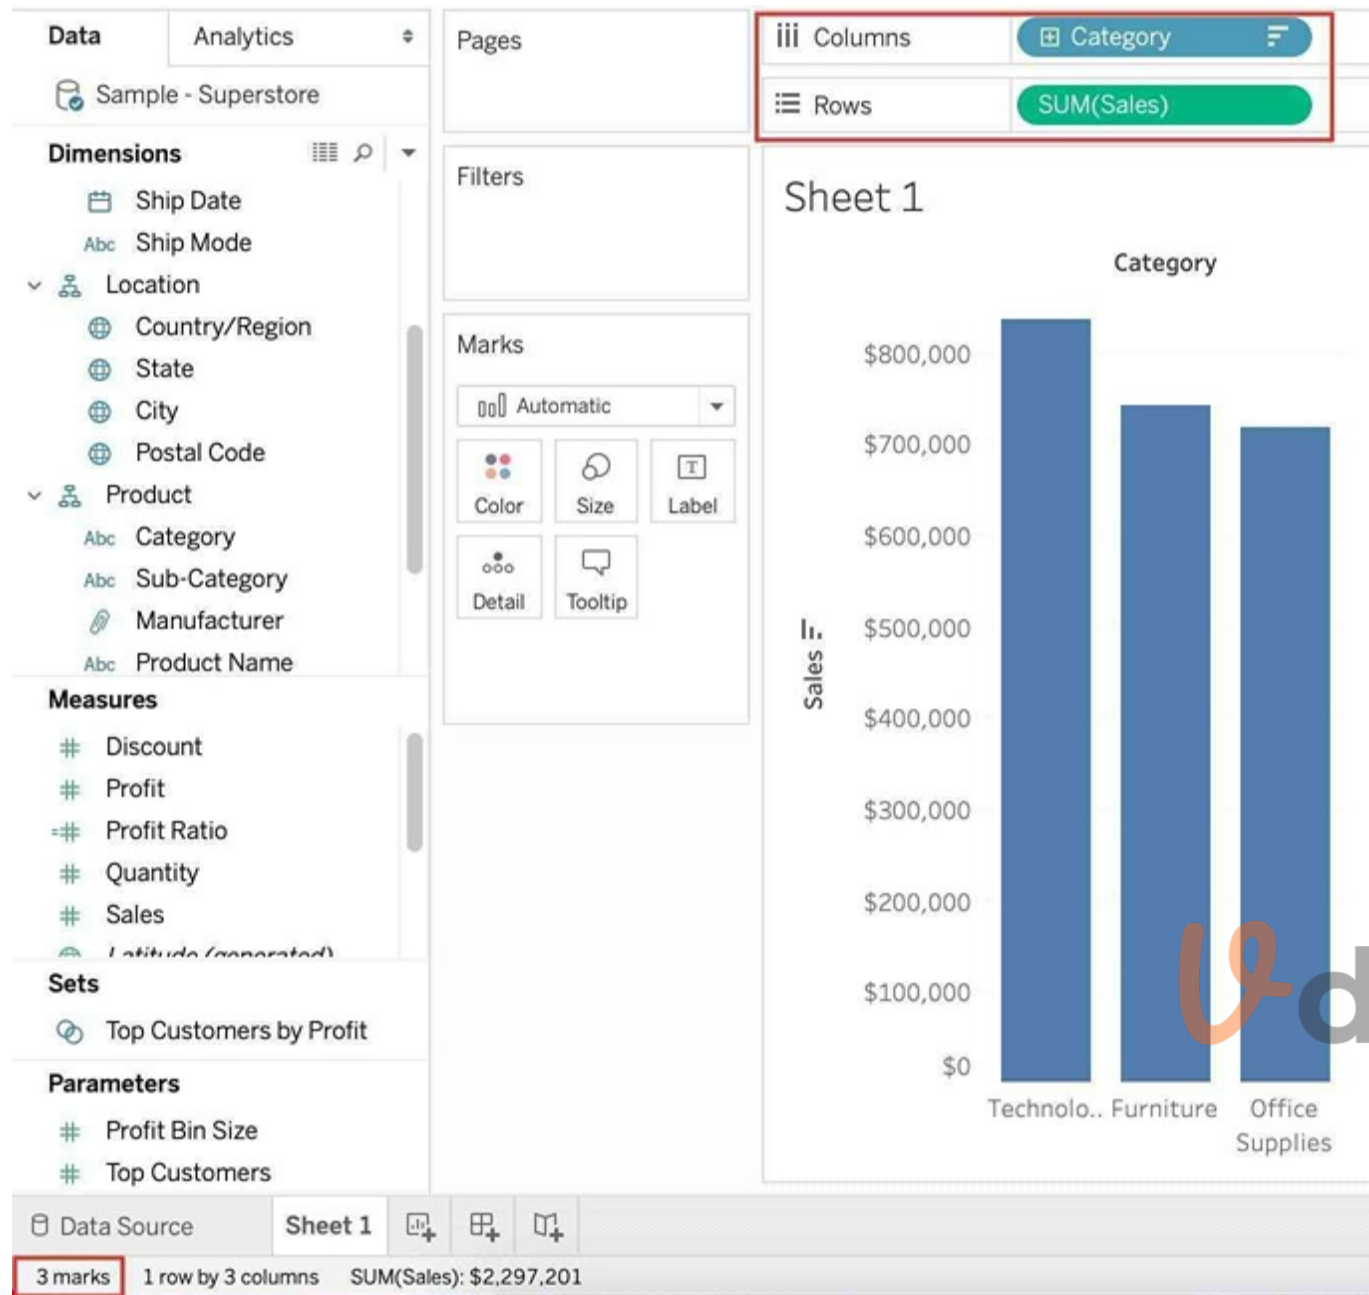 Data
Analytics
Sample - Superstore
Dimensions
Ship Date
Abc Ship Mode
Location
Country/Region
State
City
Postal Code
Product
Abc Category
Abc Sub-Category
Manufacturer
Abc Product Name
Measures
Discount
Profit
Profit Ratio
Quantity
Sales
Latitude (generated)
Sets
Top Customers by Profit
Parameters
Profit Bin Size
Top Customers
Pages
Filters
Marks
Automatic
Color
Size
Label
Detail
Tooltip
Columns
Category
Rows
SUM(Sales)
Sheet 1
Category
$800,000
$700,000
$600,000
$500,000
$400,000
$300,000
$200,000
$100,000
$0
Sales
Technolo..
Furniture
Office
Supplies
Data Source
Sheet 1
3 marks
1 row by 3 columns
SUM(Sales): $2,297,201